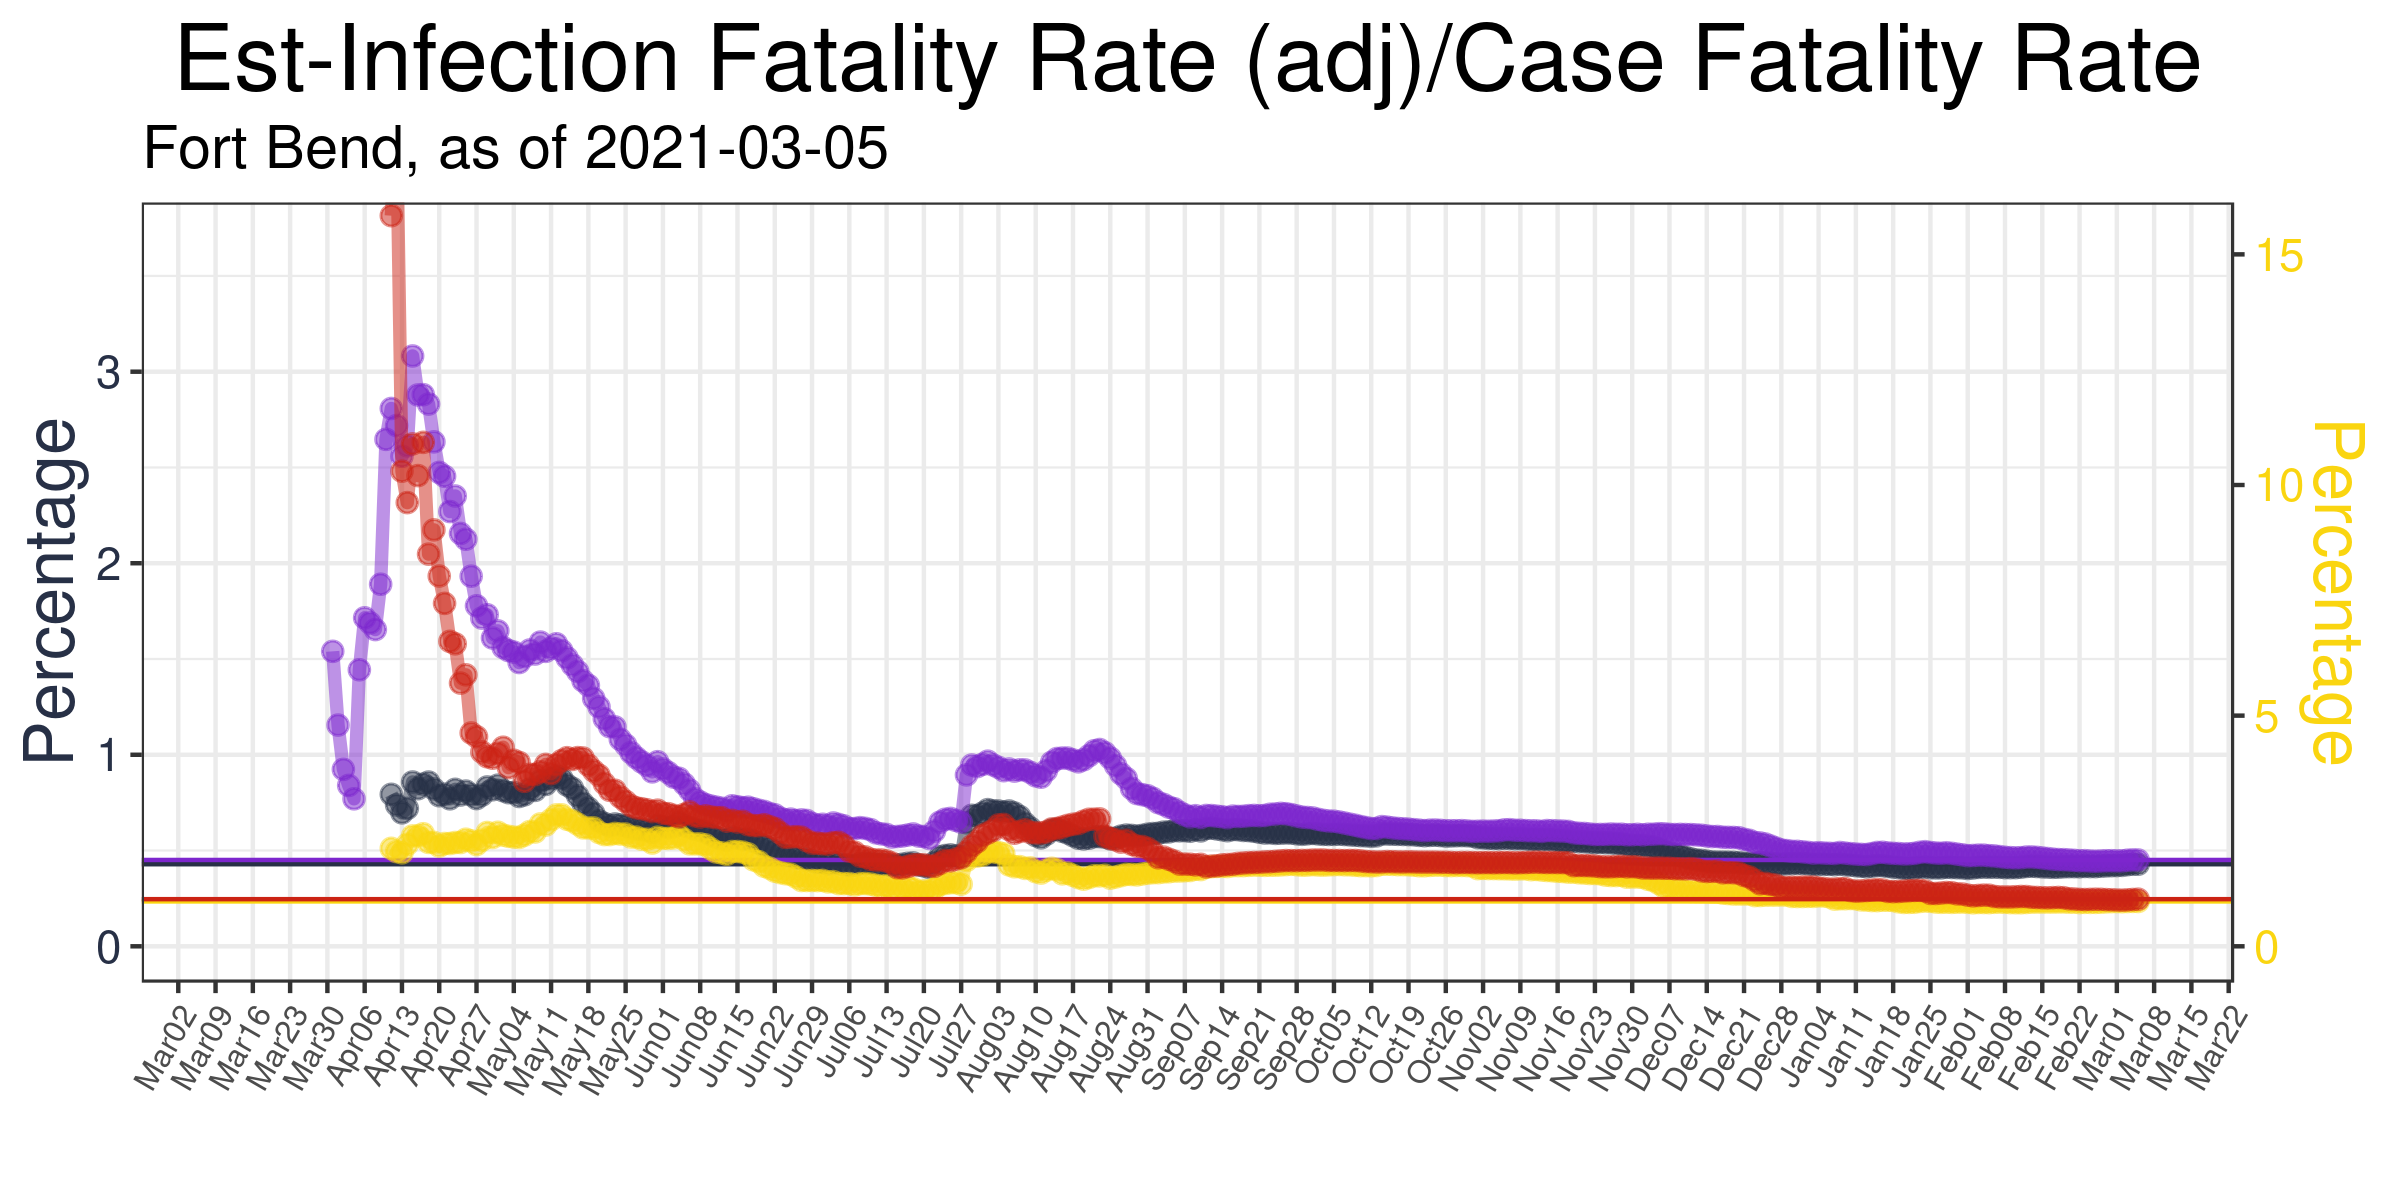 Est-Infection Fatality Rate (adj)/Case Fatality Rate
Fort Bend, as of 2021-03-05
Percentage
3
2
1
0
15
10
5
0
Percentage
Mar02
Mar09
Mar16
Mar23
Mar30
Apr06
Apr13
Apr20
Apr27
May04
May11
May18
May25
Jun01
Jun08
Jun15
Jun22
Jun29
Jul06
Jul13
Jul20
Jul27
Aug03
Aug10
Aug17
Aug24
Aug31
Sep07
Sep14
Sep21
Sep28
Oct05
Oct12
Oct19
Oct26
Nov02
Nov09
Nov16
Nov23
Nov30
Dec07
Dec14
Dec21
Dec28
Jan04
Jan11
Jan18
Jan25
Feb01
Feb08
Feb15
Feb22
Mar01
Mar08
Mar15
Mar22